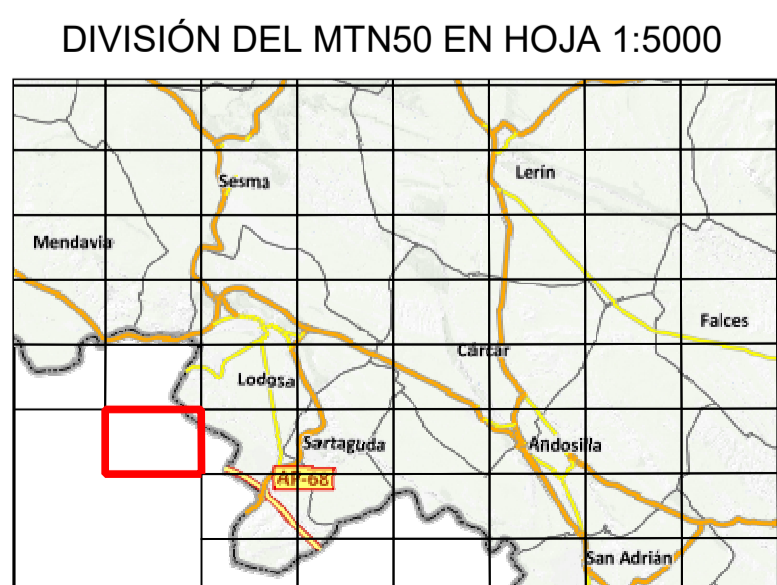 DIVISIÓN DEL MTN50 EN HOJA 1:5000
Lerín
Sesma
Mendavia
Falces
Cárcar
Lodosa
Sartaguda
Andosilla
AP-68
San Adrián